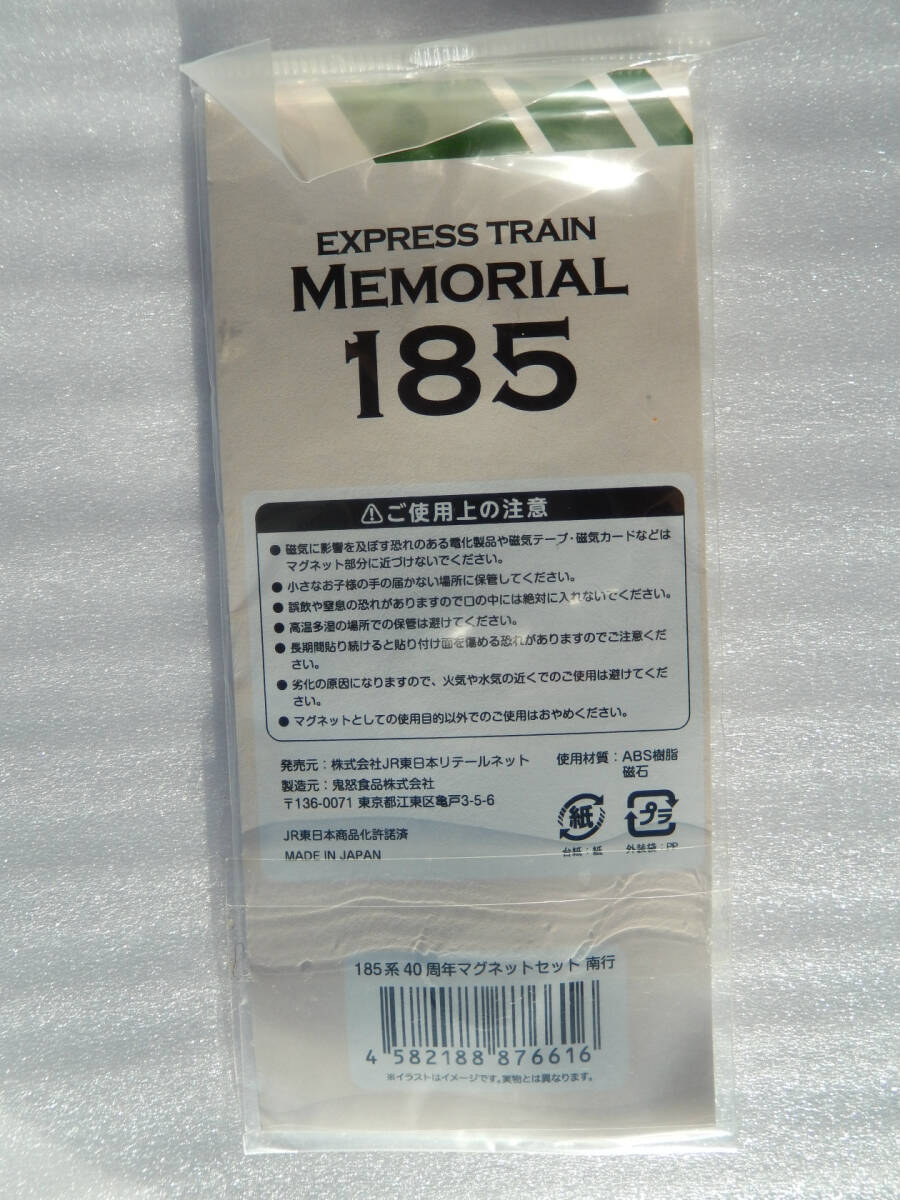 EXPRESS TRAIN
MEMORIAL
185
⚠ご使用上の注意
● 磁気に影響を及ぼす恐れのある電化製品や磁気テープ・磁気カードなどは
マグネット部分に近づけないでください。
● 小さなお子様の手の届かない場所に保管してください。
● 誤飲や窒息の恐れがありますので口の中には絶対に入れないでください。
● 高温多湿の場所での保管は避けてください。
● 長期間貼り続けると貼り付け面を傷める恐れがありますのでご注意くだ
さい。
● 劣化の原因になりますので、火気や水気の近くでのご使用は避けてくだ
さい。
● マグネットとしての使用目的以外でのご使用はおやめください。
発売元：株式会社JR東日本リテールネット
製造元：鬼怒食品株式会社
〒136-0071 東京都江東区亀戸3-5-6
使用材質：ABS樹脂
磁石
紙
プラ
台紙：紙
外装袋：PP
JR東日本商品化許諾済
MADE IN JAPAN
185系40周年マグネットセット 南行
4 582188 876616
※イラストはイメージです。実物とは異なります。